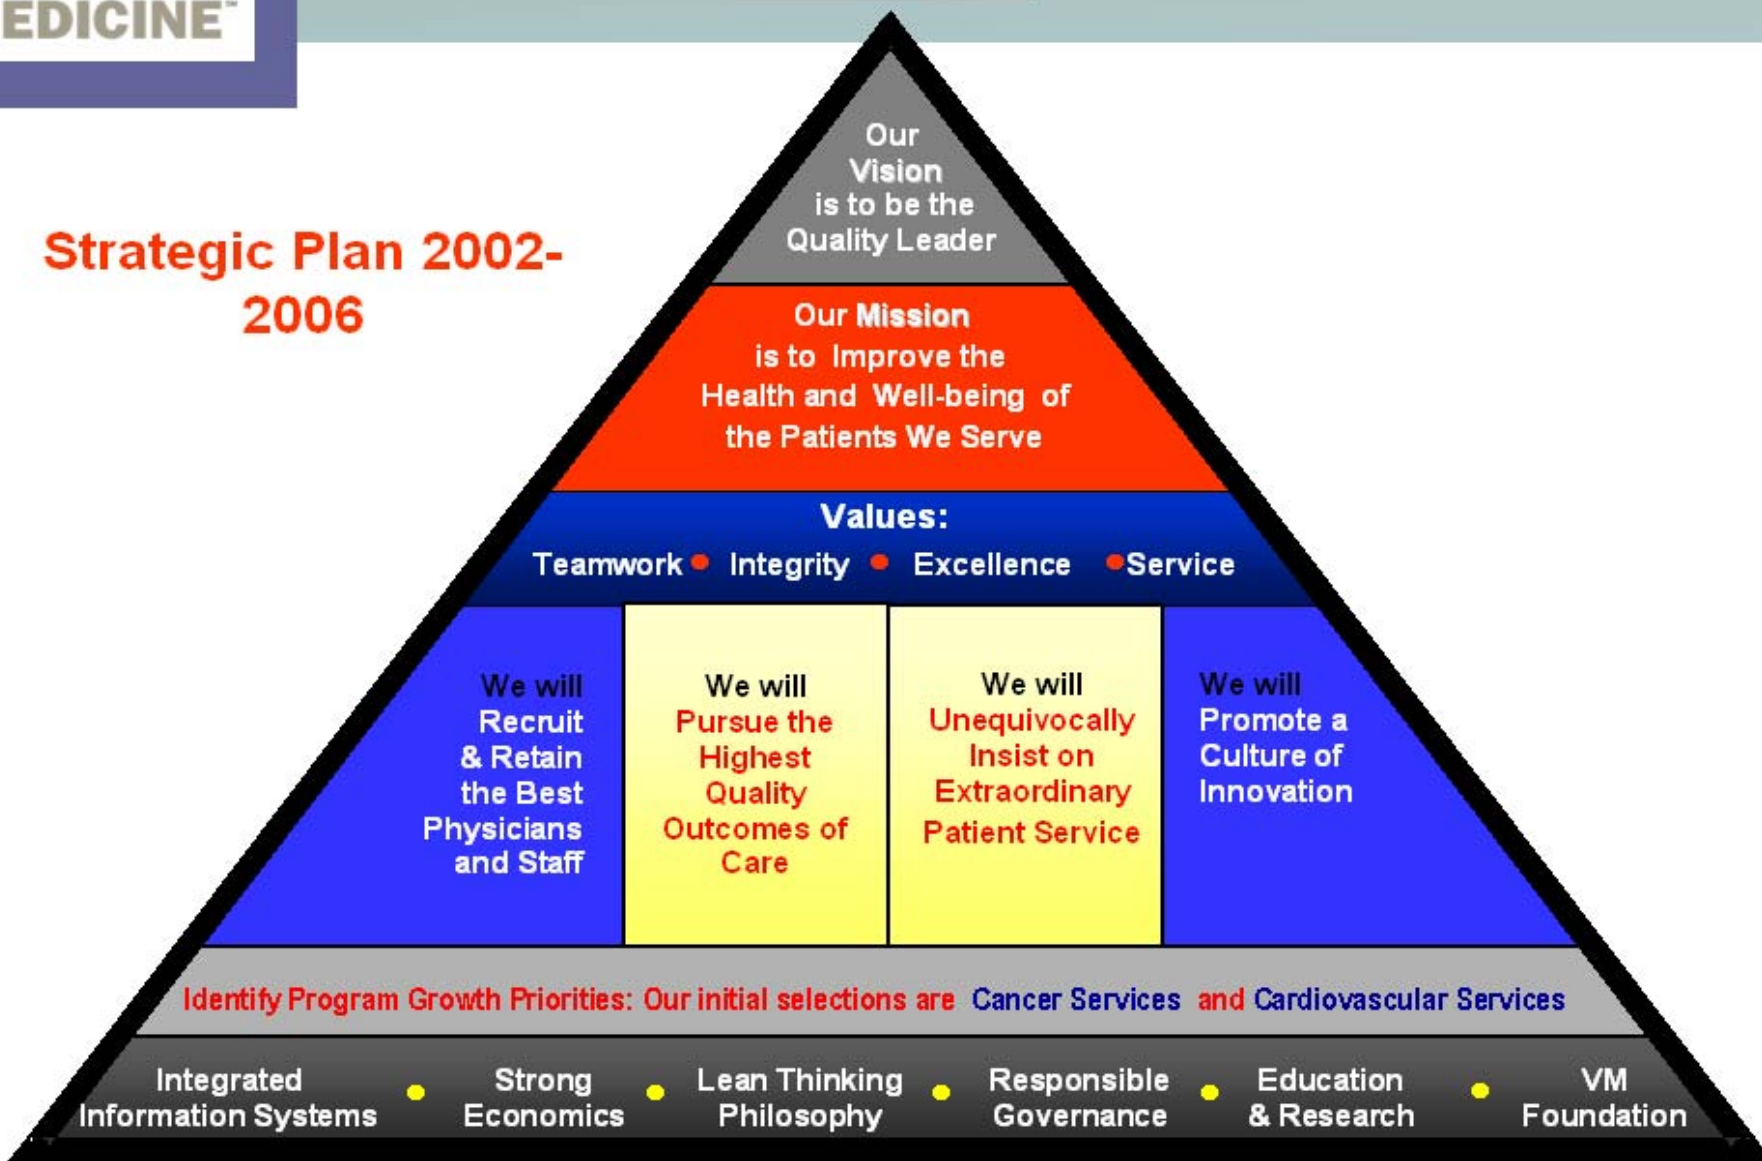 EDICINE™
Strategic Plan 2002-
2006
Our
Vision
is to be the
Quality Leader
Our Mission
is to Improve the
Health and Well-being of
the Patients We Serve
Values:
Teamwork • Integrity • Excellence • Service
We will
Recruit
& Retain
the Best
Physicians
and Staff
We will
Pursue the
Highest
Quality
Outcomes of
Care
We will
Unequivocally
Insist on
Extraordinary
Patient Service
We will
Promote a
Culture of
Innovation
Identify Program Growth Priorities: Our initial selections are Cancer Services and Cardiovascular Services
Integrated
Information Systems
•
Strong
Economics
•
Lean Thinking
Philosophy
•
Responsible
Governance
•
Education
& Research
•
VM
Foundation